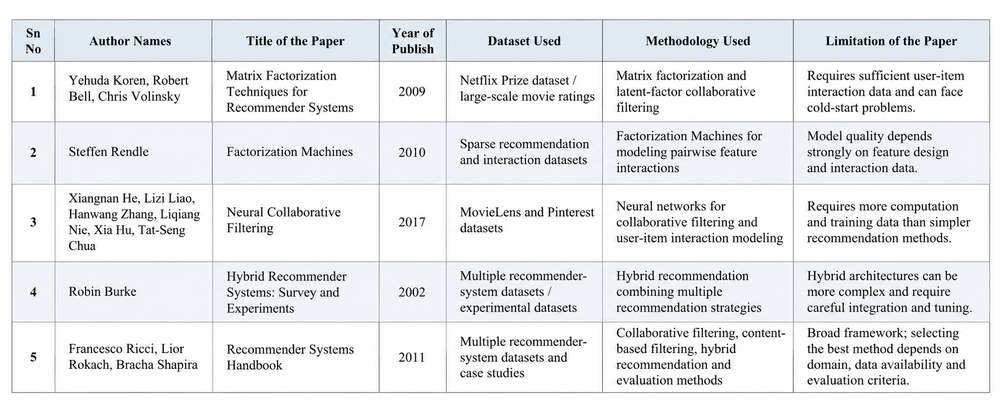 Sn No
Author Names
Title of the Paper
Year of Publish
Dataset Used
Methodology Used
Limitation of the Paper
1
Yehuda Koren, Robert
Bell, Chris Volinsky
Matrix Factorization
Techniques for
Recommender Systems
2009
Netflix Prize dataset /
large-scale movie ratings
Matrix factorization and
latent-factor collaborative
filtering
Requires sufficient user-item
interaction data and can face
cold-start problems.
2
Steffen Rendle
Factorization Machines
2010
Sparse recommendation
and interaction datasets
Factorization Machines for
modeling pairwise feature
interactions
Model quality depends
strongly on feature design
and interaction data.
3
Xiangnan He, Lizi Liao,
Hanwang Zhang, Liqiang
Nie, Xia Hu, Tat-Seng
Chua
Neural Collaborative
Filtering
2017
MovieLens and Pinterest
datasets
Neural networks for
collaborative filtering and
user-item interaction modeling
Requires more computation
and training data than simpler
recommendation methods.
4
Robin Burke
Hybrid Recommender
Systems: Survey and
Experiments
2002
Multiple recommender-
system datasets /
experimental datasets
Hybrid recommendation
combining multiple
recommendation strategies
Hybrid architectures can be
more complex and require
careful integration and tuning.
5
Francesco Ricci, Lior
Rokach, Bracha Shapira
Recommender Systems
Handbook
2011
Multiple recommender-
system datasets and
case studies
Collaborative filtering, content-
based filtering, hybrid
recommendation and
evaluation methods
Broad framework; selecting
the best method depends on
domain, data availability and
evaluation criteria.